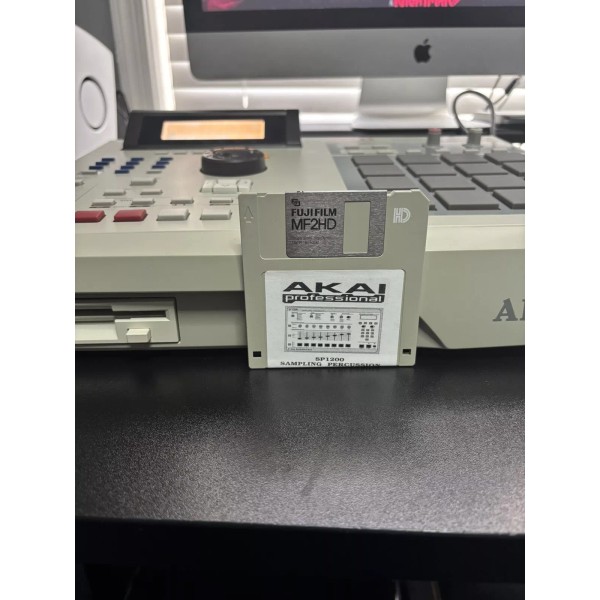 FUJIFILM
MF2HD
HD
AKAI
professional
SP1200
SAMPLING PERCUSSION